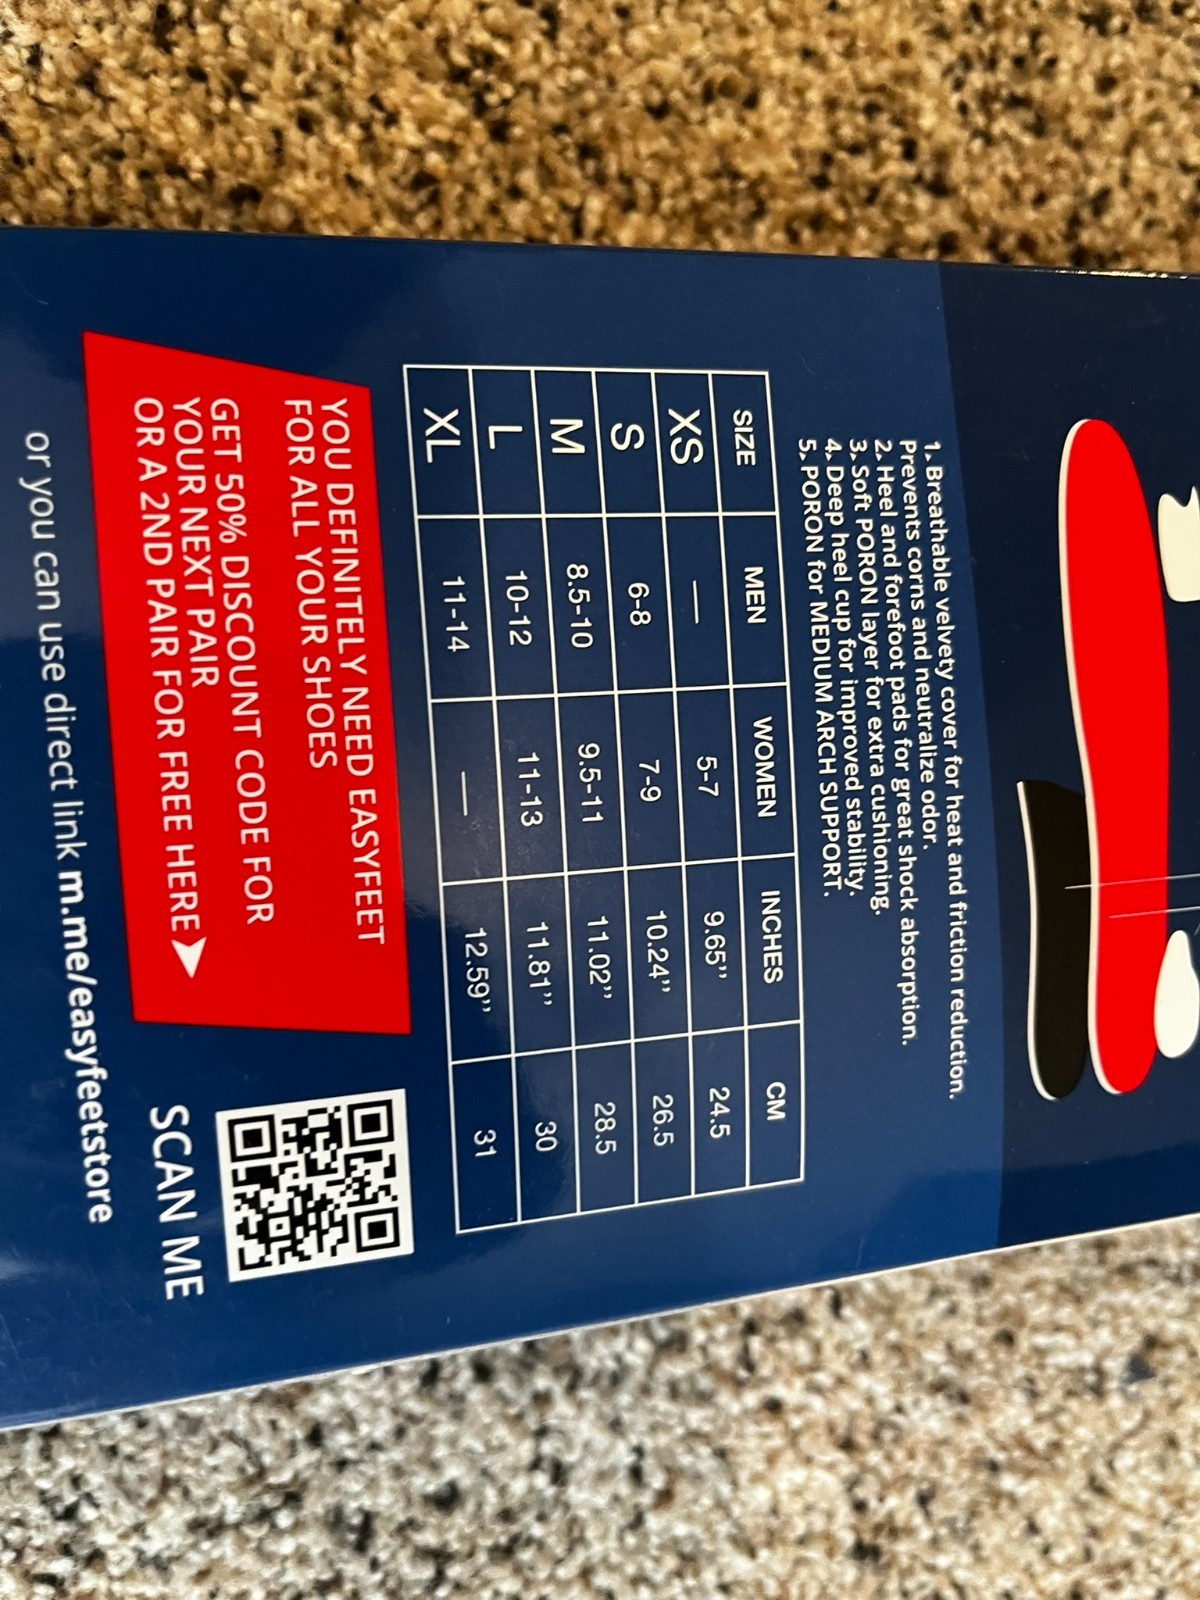 1. Breathable velvety cover for heat and friction reduction.
Prevents corns and neutralize odor.
2. Heel and forefoot pads for great shock absorption.
3. Soft PORON layer for extra cushioning.
4. Deep heel cup for improved stability.
5. PORON for MEDIUM ARCH SUPPORT.
SIZE MEN WOMEN INCHES CM
XS — 5-7 9.65” 24.5
S 6-8 7-9 10.24” 26.5
M 8.5-10 9.5-11 11.02” 28.5
L 10-12 11-13 11.81” 30
XL 11-14 — 12.59” 31
YOU DEFINITELY NEED EASYFEET
FOR ALL YOUR SHOES
GET 50% DISCOUNT CODE FOR
YOUR NEXT PAIR
OR A 2ND PAIR FOR FREE HERE
SCAN ME
or you can use direct link m.me/easyfeetstore